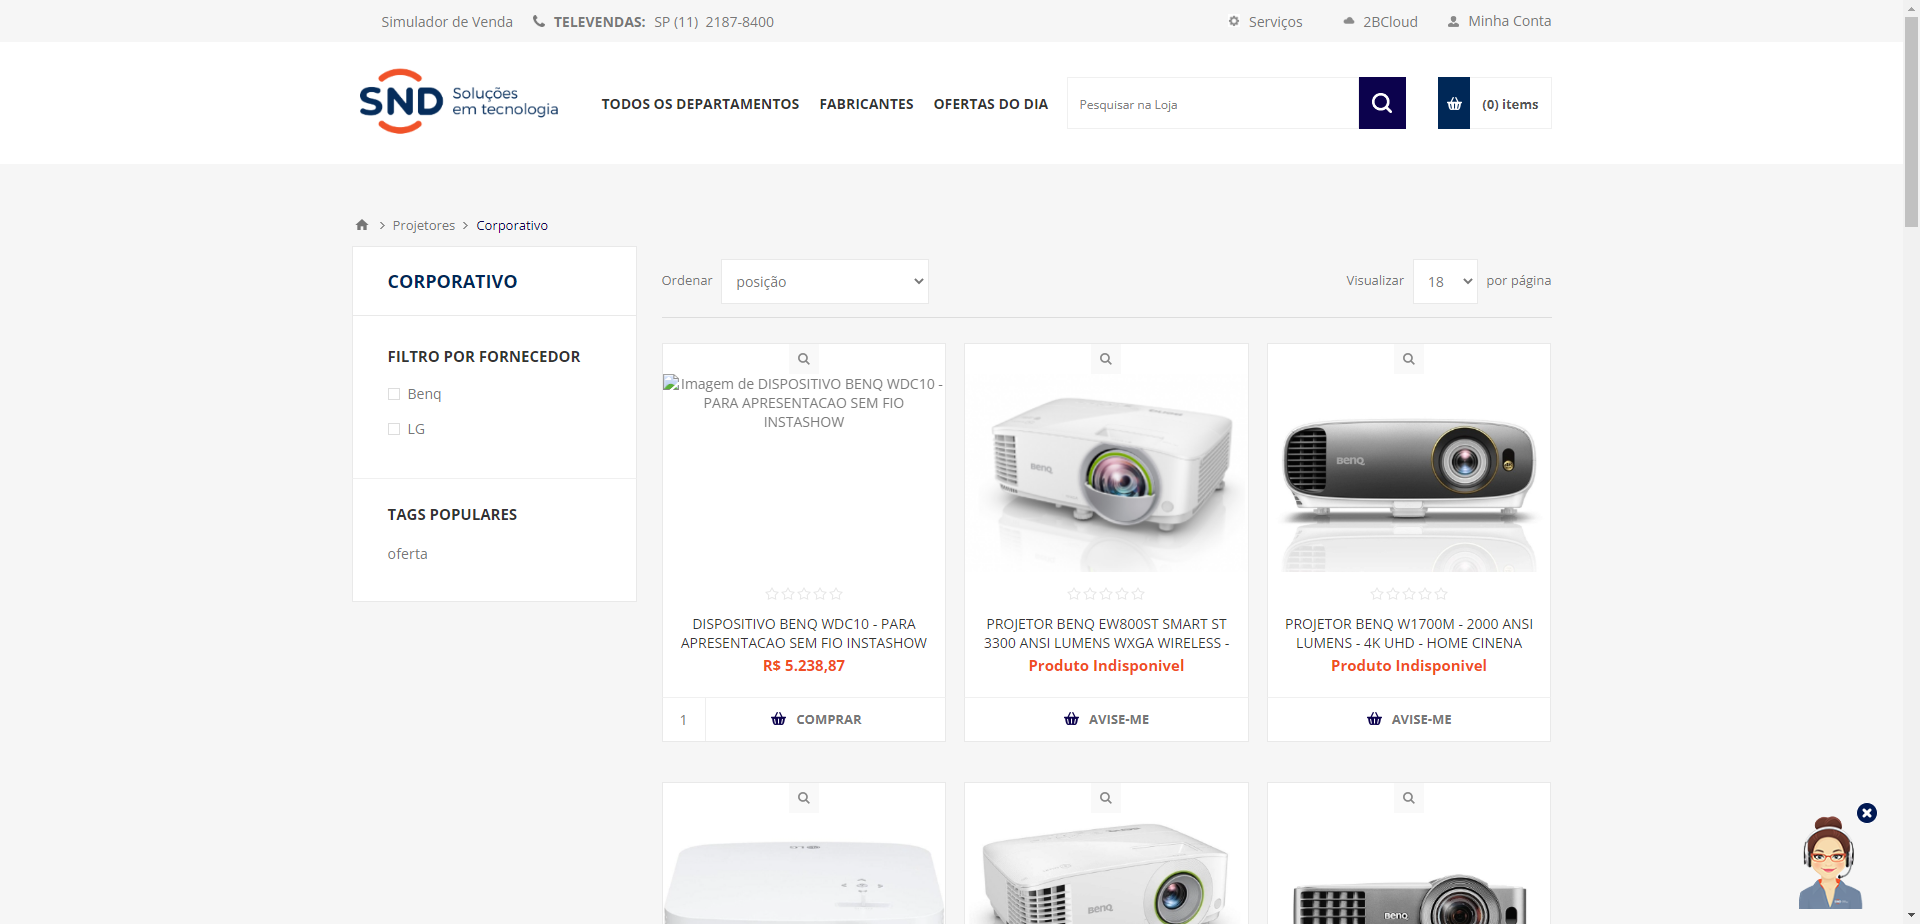 Simulador de Venda
TELEVENDAS: SP (11) 2187-8400
Serviços
2BCloud
Minha Conta
SND Soluções
em tecnologia
TODOS OS DEPARTAMENTOS
FABRICANTES
OFERTAS DO DIA
Pesquisar na Loja
(0) items
Projetores
Corporativo
CORPORATIVO
FILTRO POR FORNECEDOR
Benq
LG
TAGS POPULARES
oferta
Ordenar
posição
Visualizar
18
por página
Imagem de DISPOSITIVO BENQ WDC10 -
PARA APRESENTACAO SEM FIO
INSTASHOW
DISPOSITIVO BENQ WDC10 - PARA
APRESENTACAO SEM FIO INSTASHOW
R$ 5.238,87
1
COMPRAR
BenQ
PROJETOR BENQ EW800ST SMART ST
3300 ANSI LUMENS WXGA WIRELESS -
Produto Indisponivel
AVISE-ME
BenQ
PROJETOR BENQ W1700M - 2000 ANSI
LUMENS - 4K UHD - HOME CINENA
Produto Indisponivel
AVISE-ME
LG
BenQ
BenQ